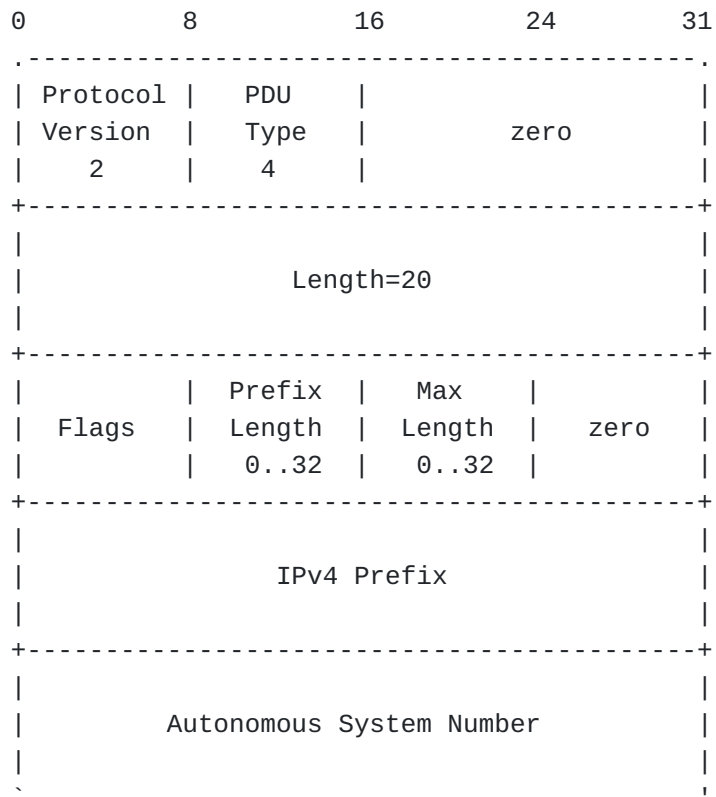 0          8          16         24        31
.-------------------------------------------.
| Protocol |   PDU    |                     |
| Version  |   Type   |         zero        |
|    2     |    4     |                     |
+-------------------------------------------+
|                                           |
|                 Length=20                 |
|                                           |
+-------------------------------------------+
|          |  Prefix  |   Max    |          |
|  Flags   |  Length  |  Length  |   zero   |
|          |   0..32  |   0..32  |          |
+-------------------------------------------+
|                                           |
|                IPv4 Prefix                |
|                                           |
+-------------------------------------------+
|                                           |
|         Autonomous System Number          |
|                                           |
`                                           '